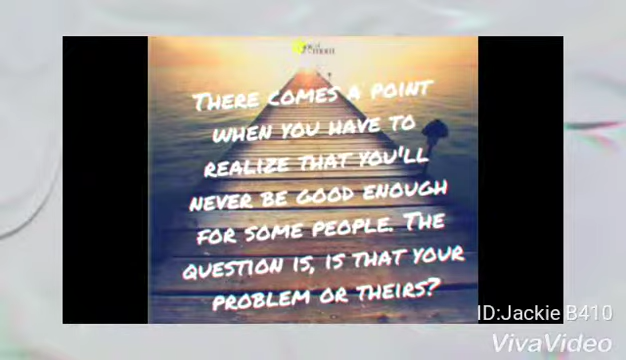 THERE COMES A POINT
WHEN YOU HAVE TO
REALIZE THAT YOU'LL
NEVER BE GOOD ENOUGH
FOR SOME PEOPLE. THE
QUESTION IS, IS THAT YOUR
PROBLEM OR THEIRS?
ID:Jackie B410
VivaVideo